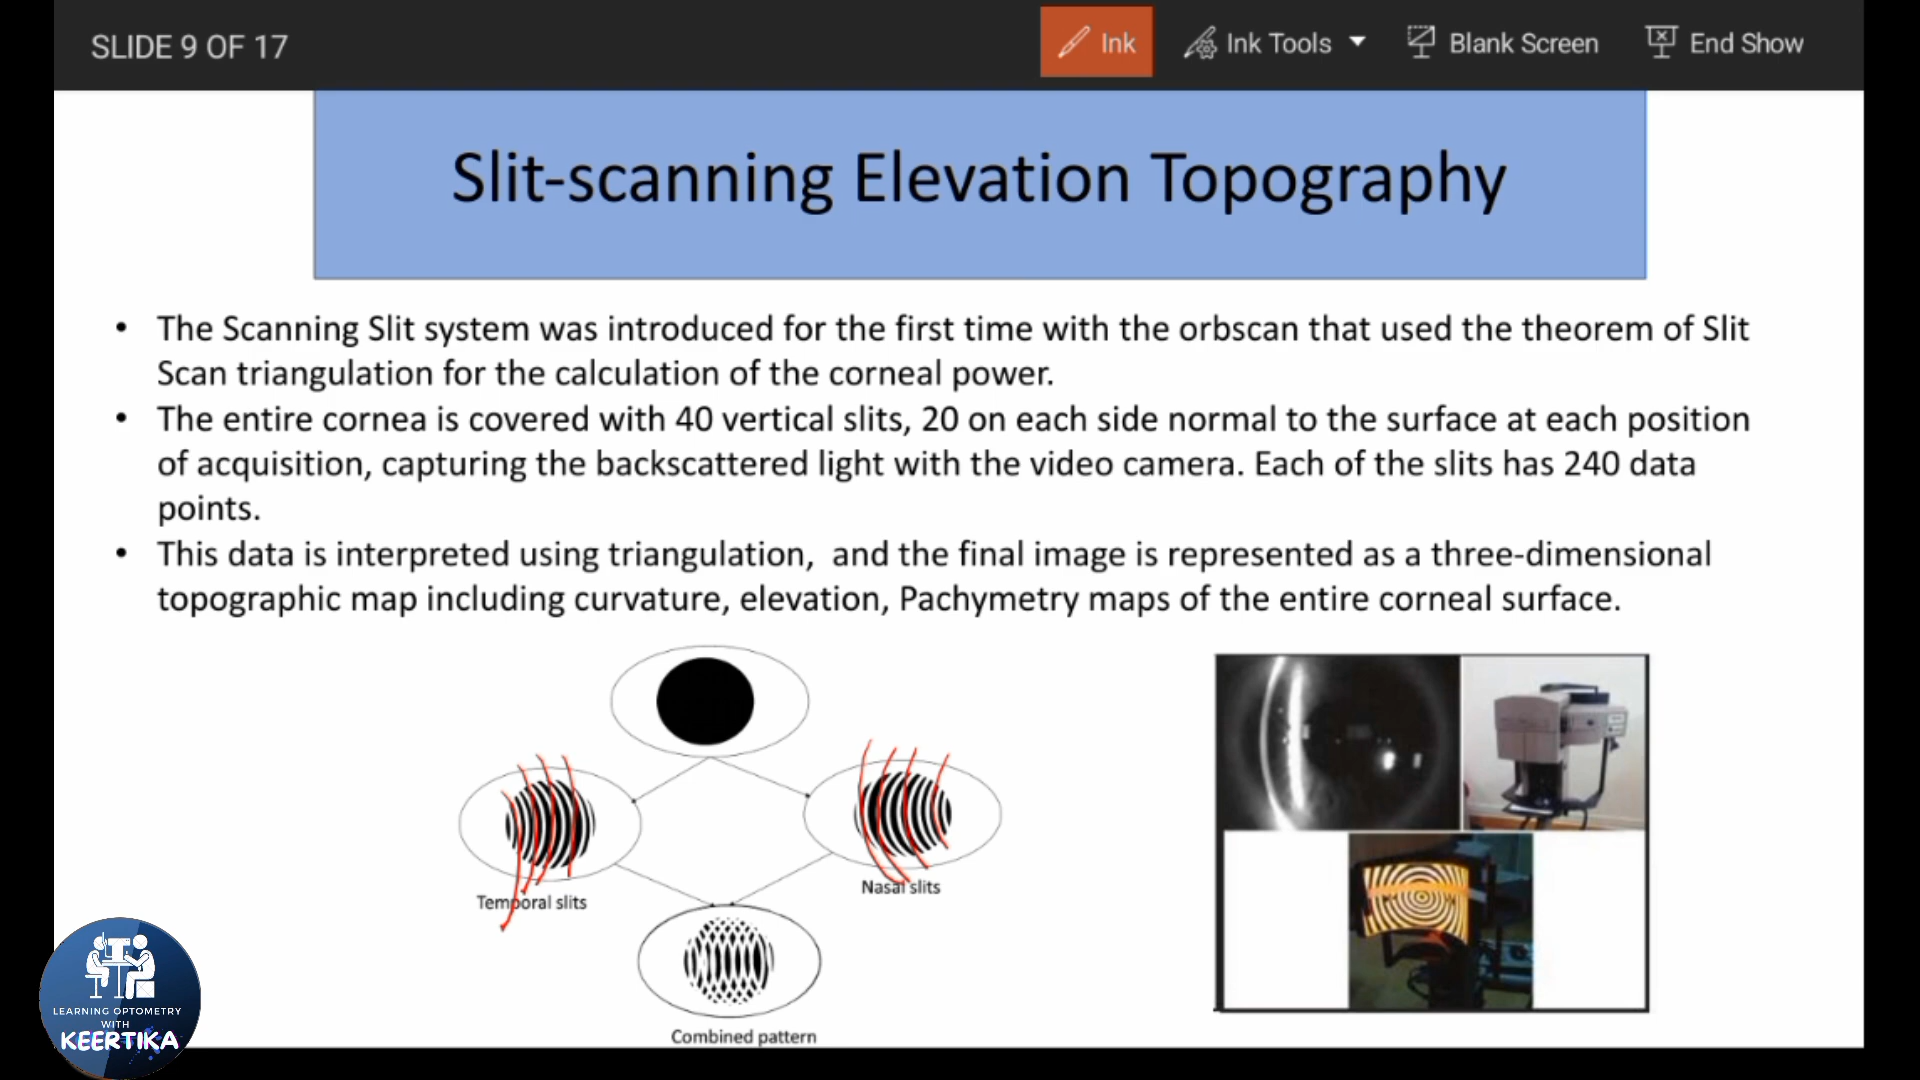 SLIDE 9 OF 17
Ink
Ink Tools
Blank Screen
End Show
Slit-scanning Elevation Topography
• The Scanning Slit system was introduced for the first time with the orbscan that used the theorem of Slit
Scan triangulation for the calculation of the corneal power.
• The entire cornea is covered with 40 vertical slits, 20 on each side normal to the surface at each position
of acquisition, capturing the backscattered light with the video camera. Each of the slits has 240 data
points.
• This data is interpreted using triangulation,  and the final image is represented as a three-dimensional
topographic map including curvature, elevation, Pachymetry maps of the entire corneal surface.
Temporal slits
Nasal slits
Combined pattern
LEARNING OPTOMETRY
WITH
KEERTIKA